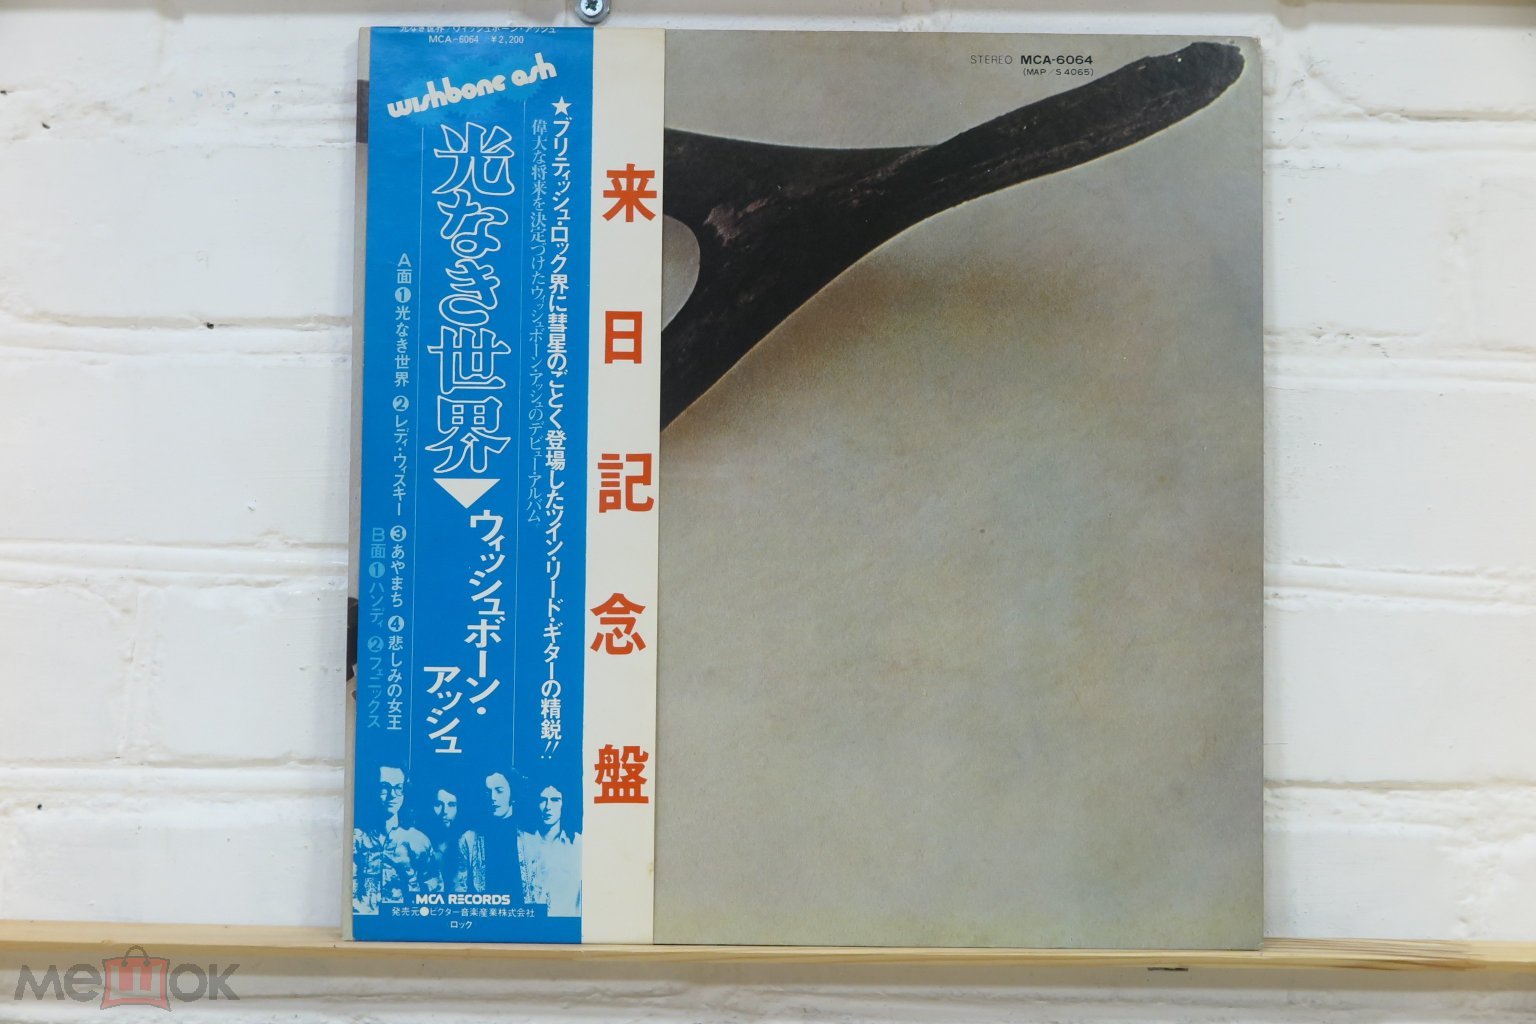 光なき世界/ウィッシュボーン・アッシュ
MCA-6064 ¥2,200
wishbone ash
★ブリティッシュ・ロック界に彗星のごとく登場したツイン・リード・ギターの精鋭!!
偉大な将来を決定づけたウィッシュボーン・アッシュのデビュー・アルバム。
光なき世界
ウィッシュボーン・
アッシュ
A面❶光なき世界 ❷レディ・ウィスキー ❸あやまち ❹悲しみの女王
B面❶ハンディ ❷フェニックス
MCA RECORDS
発売元●ビクター音楽産業株式会社
ロック
来日記念盤
STEREO MCA-6064
(MAP/S 4065)
мешок